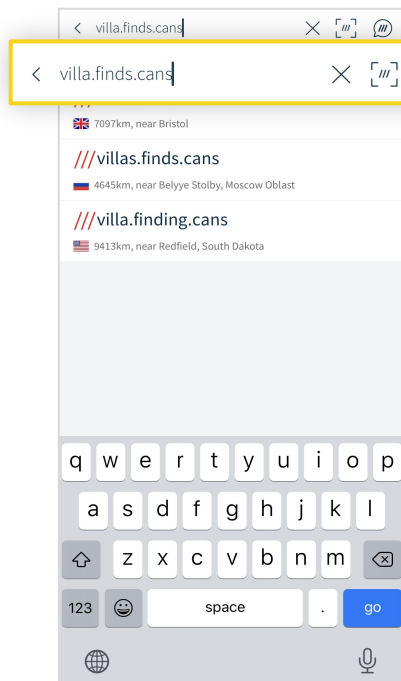 villa.finds.cans
villa.finds.cans
7097km, near Bristol
///villas.finds.cans
4645km, near Belyye Stolby, Moscow Oblast
///villa.finding.cans
9413km, near Redfield, South Dakota
q w e r t y u i o p
a s d f g h j k l
z x c v b n m
123 space . go